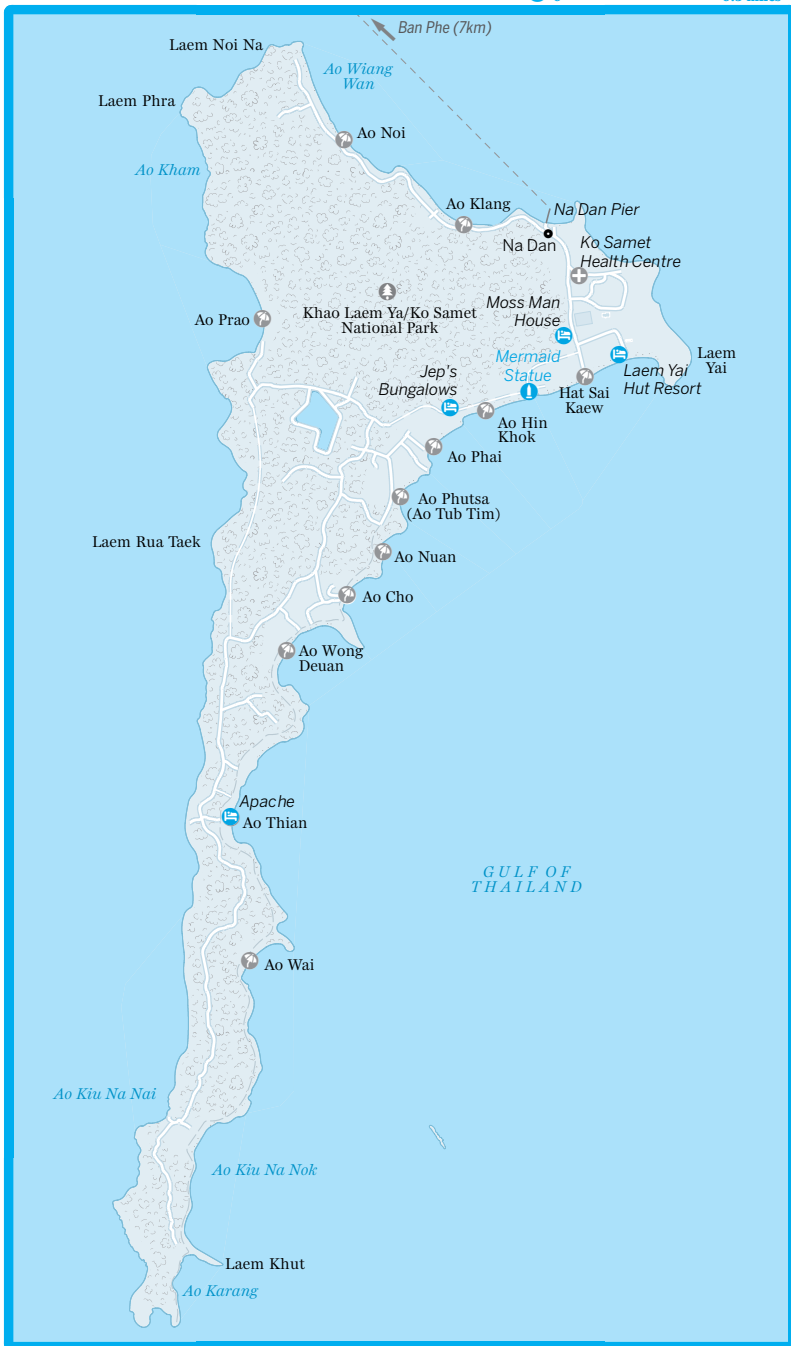 Ban Phe (7km)
Laem Noi Na
Ao Wiang
Wan
Laem Phra
Ao Noi
Ao Kham
Ao Klang
Na Dan Pier
Na Dan
Ko Samet
Health Centre
Khao Laem Ya/Ko Samet
National Park
Moss Man
House
Ao Prao
Mermaid
Statue
Laem
Yai
Jep's
Bungalows
Laem Yai
Hut Resort
Hat Sai
Kaew
Ao Hin
Khok
Ao Phai
Ao Phutsa
(Ao Tub Tim)
Laem Rua Taek
Ao Nuan
Ao Cho
Ao Wong
Deuan
Apache
Ao Thian
GULF OF
THAILAND
Ao Wai
Ao Kiu Na Nai
Ao Kiu Na Nok
Laem Khut
Ao Karang